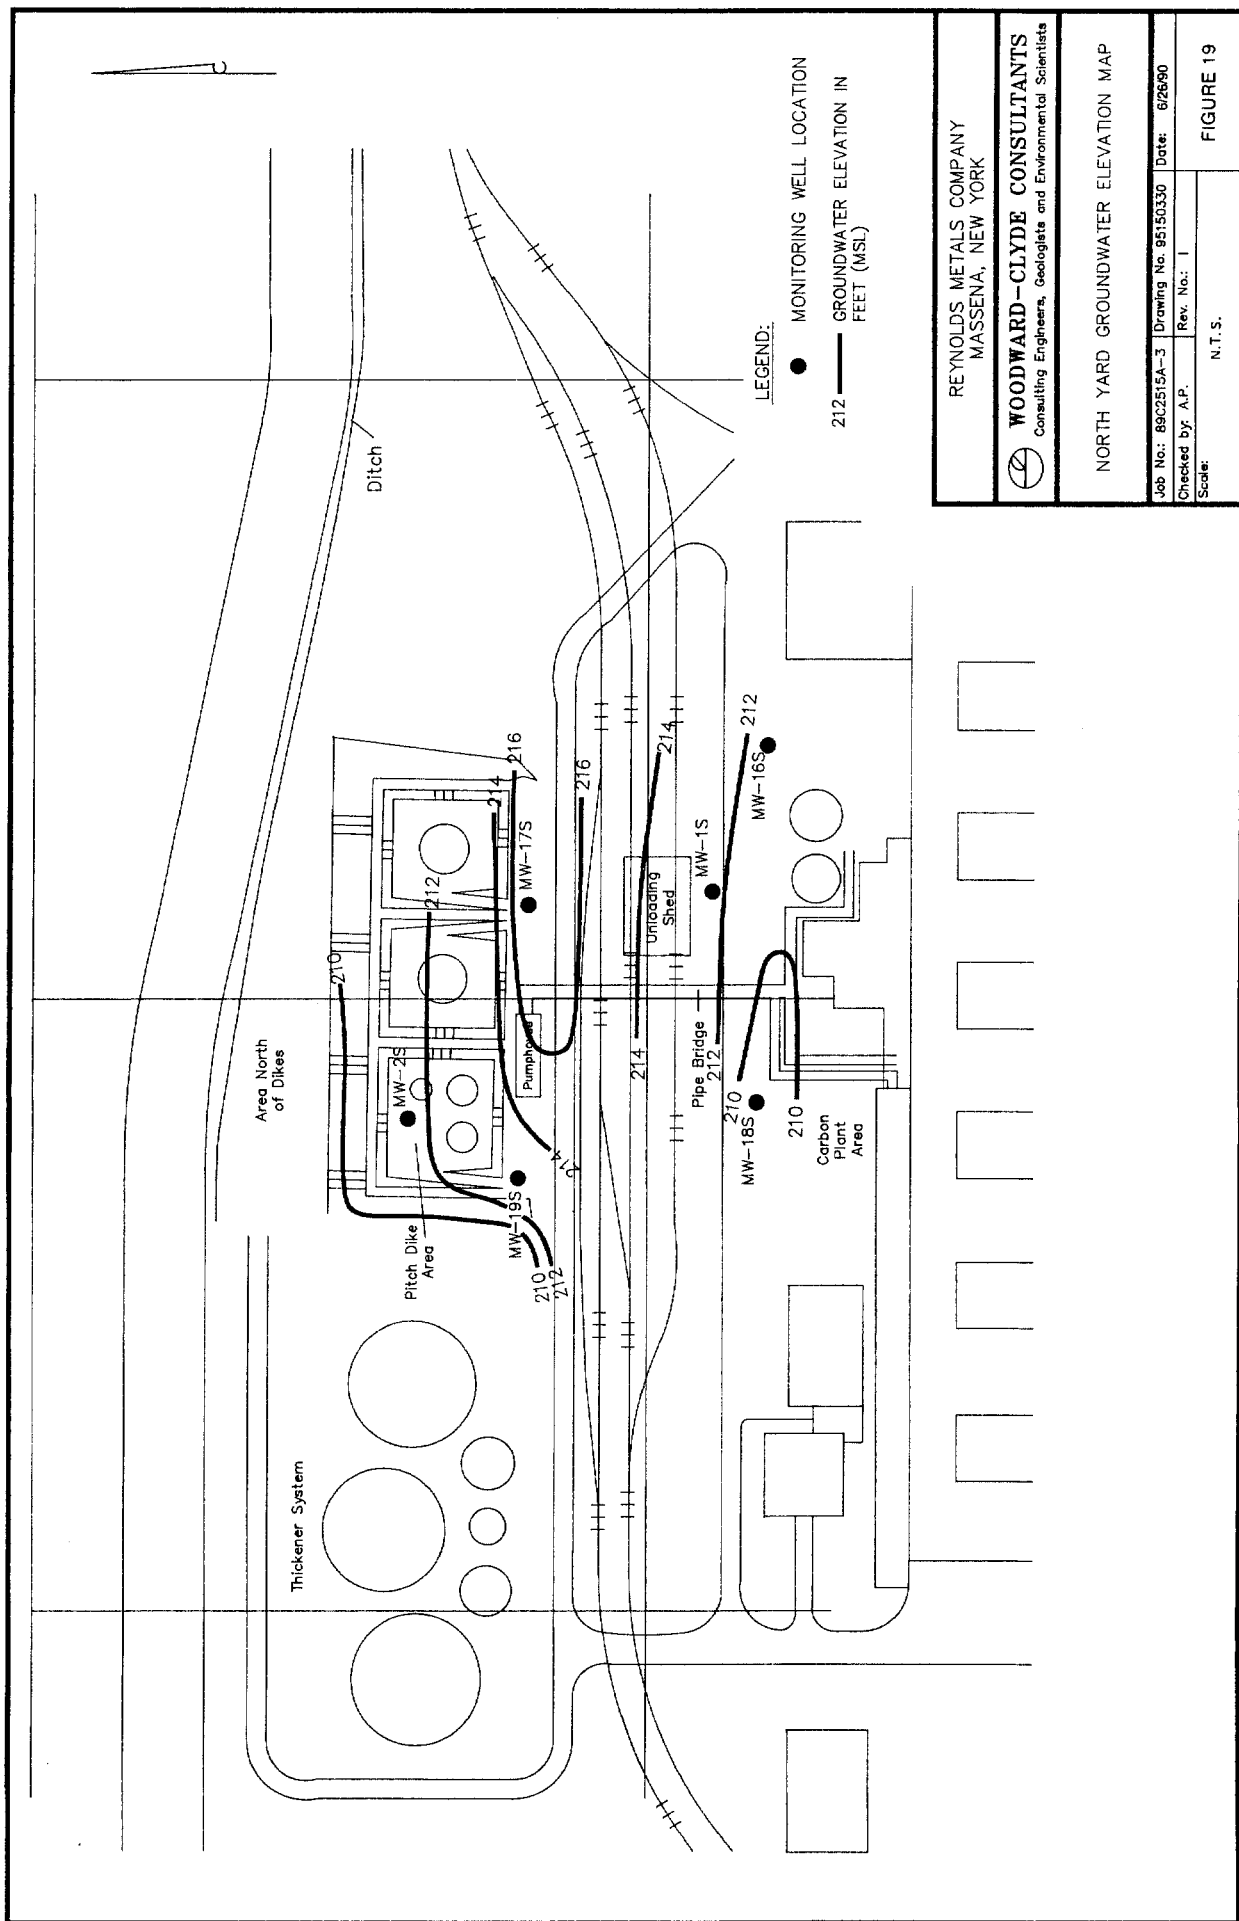 Ditch
Area North
of Dikes
210
212
214
216
MW-2S
MW-17S
216
Pumphouse
Pitch Dike
Area
MW-19S
210
212
214
Thickener System
Unloading
Shed
214
214
MW-1S
Pipe Bridge
212
212
MW-16S
210
MW-18S
210
Carbon
Plant
Area
LEGEND:
MONITORING WELL LOCATION
212 GROUNDWATER ELEVATION IN
FEET (MSL)
REYNOLDS METALS COMPANY
MASSENA, NEW YORK
WOODWARD-CLYDE CONSULTANTS
Consulting Engineers, Geologists and Environmental Scientists
NORTH YARD GROUNDWATER ELEVATION MAP
Job No.: 89C2515A-3 Drawing No. 95150330 Date: 6/26/90
Checked by: A.P. Rev. No.: 1
Scale: N.T.S.
FIGURE 19